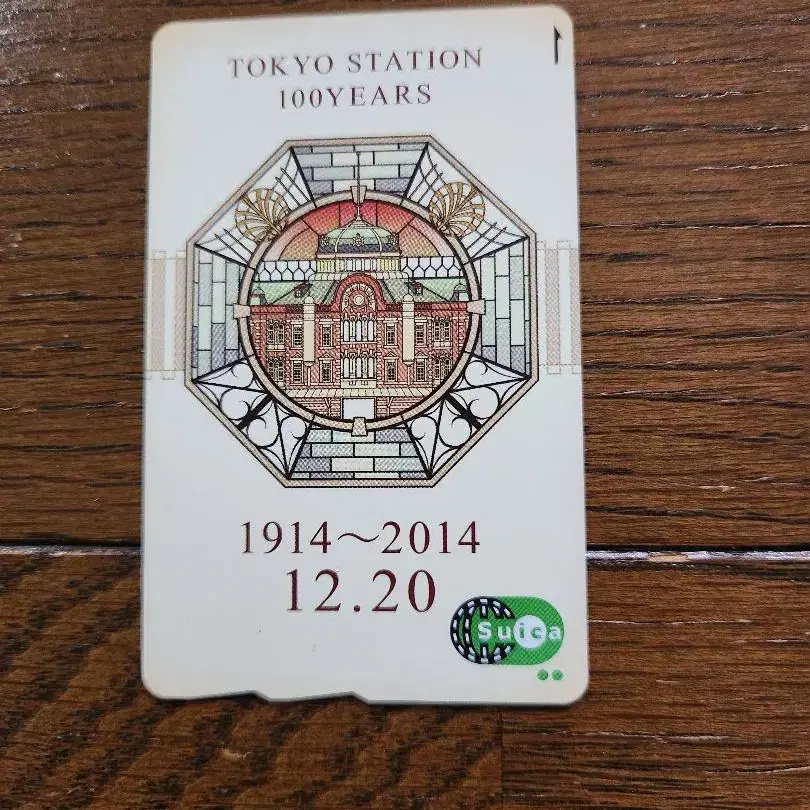 TOKYO STATION
100YEARS
1914～2014
12.20
Suica